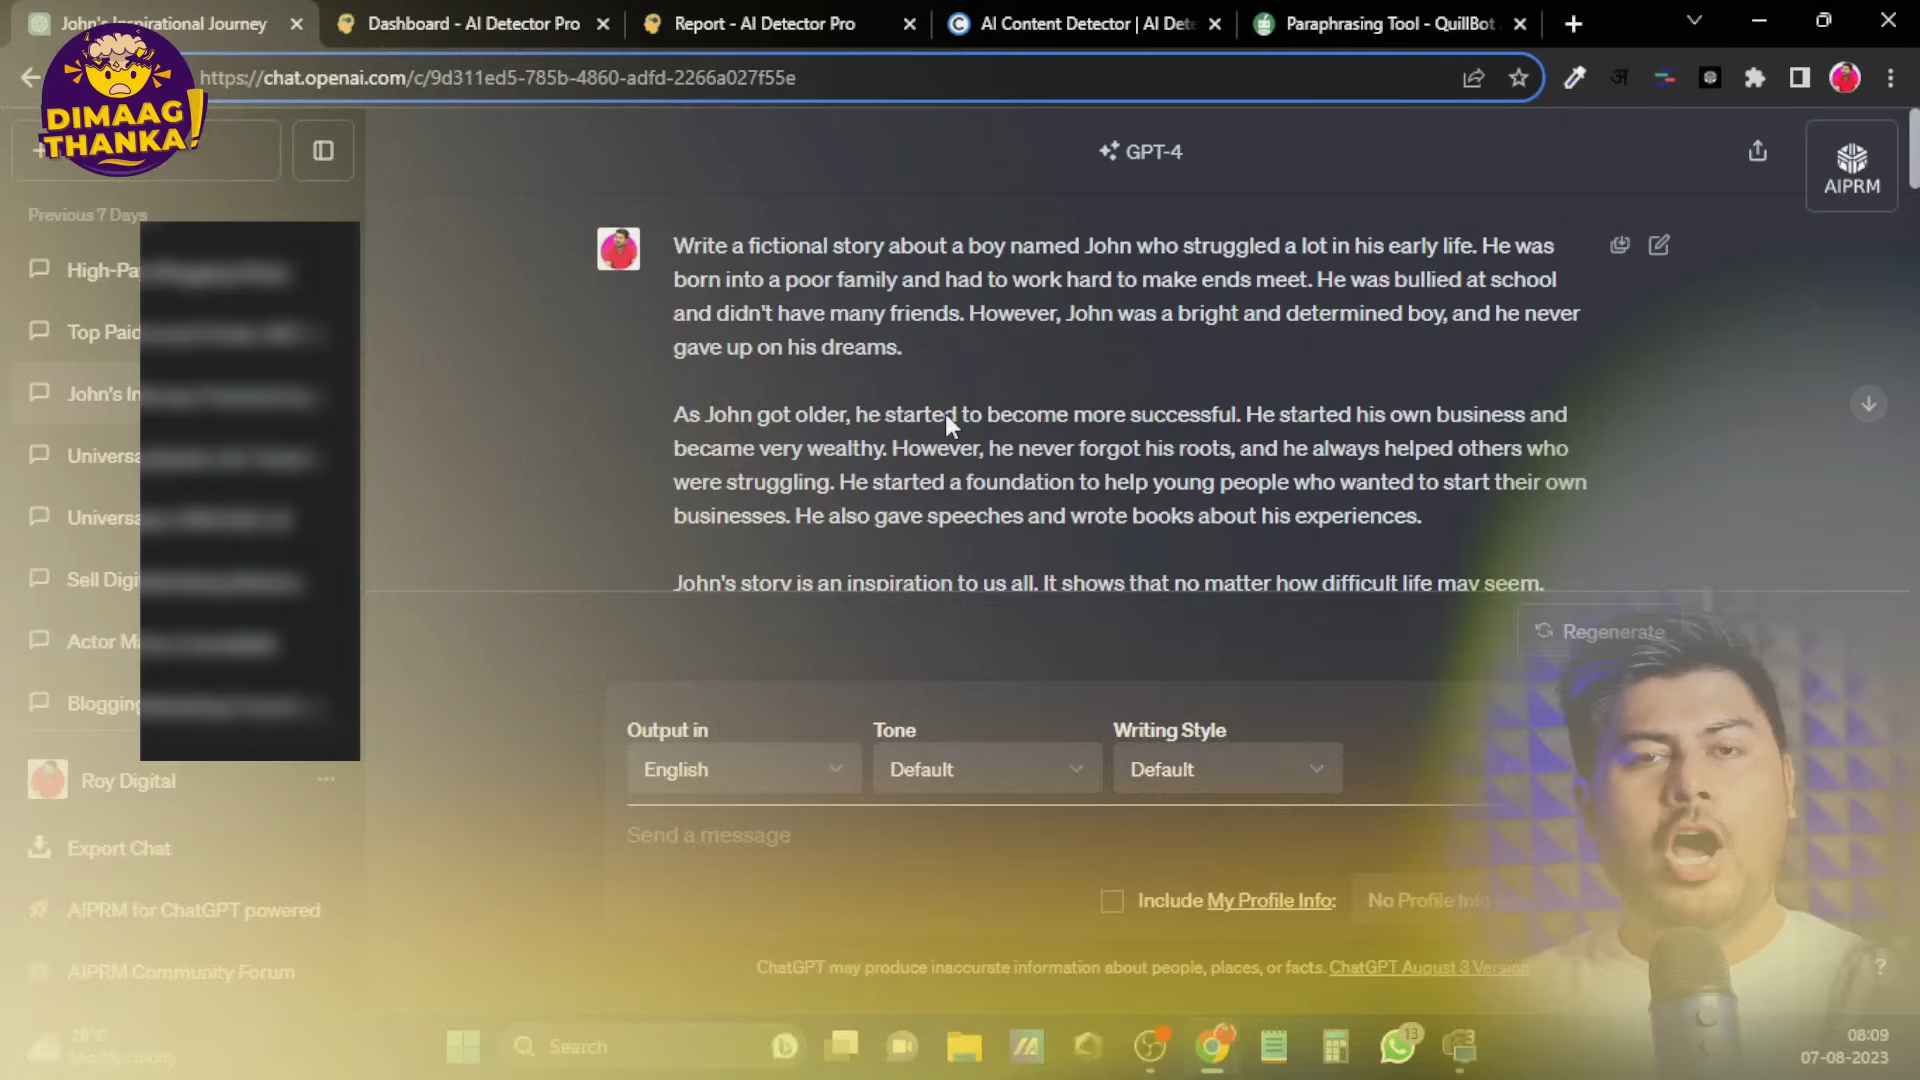 John's Inspirational Journey
Dashboard - AI Detector Pro
Report - AI Detector Pro
AI Content Detector | AI Dete
Paraphrasing Tool - QuillBot
https://chat.openai.com/c/9d311ed5-785b-4860-adfd-2266a027f55e
DIMAAG
THANKA!
GPT-4
AIPRM
Previous 7 Days
High-Pa
Top Paid
John's In
Universa
Universa
Sell Digi
Actor Ma
Blogging
Write a fictional story about a boy named John who struggled a lot in his early life. He was
born into a poor family and had to work hard to make ends meet. He was bullied at school
and didn't have many friends. However, John was a bright and determined boy, and he never
gave up on his dreams.
As John got older, he started to become more successful. He started his own business and
became very wealthy. However, he never forgot his roots, and he always helped others who
were struggling. He started a foundation to help young people who wanted to start their own
businesses. He also gave speeches and wrote books about his experiences.
John's story is an inspiration to us all. It shows that no matter how difficult life may seem,
Regenerate
Output in
Tone
Writing Style
English
Default
Default
Send a message
Include My Profile Info:
No Profile Info
ChatGPT may produce inaccurate information about people, places, or facts. ChatGPT August 3 Version
?
Roy Digital
Export Chat
AIPRM for ChatGPT powered
AIPRM Community Forum
Search
13
08:09
07-08-2023